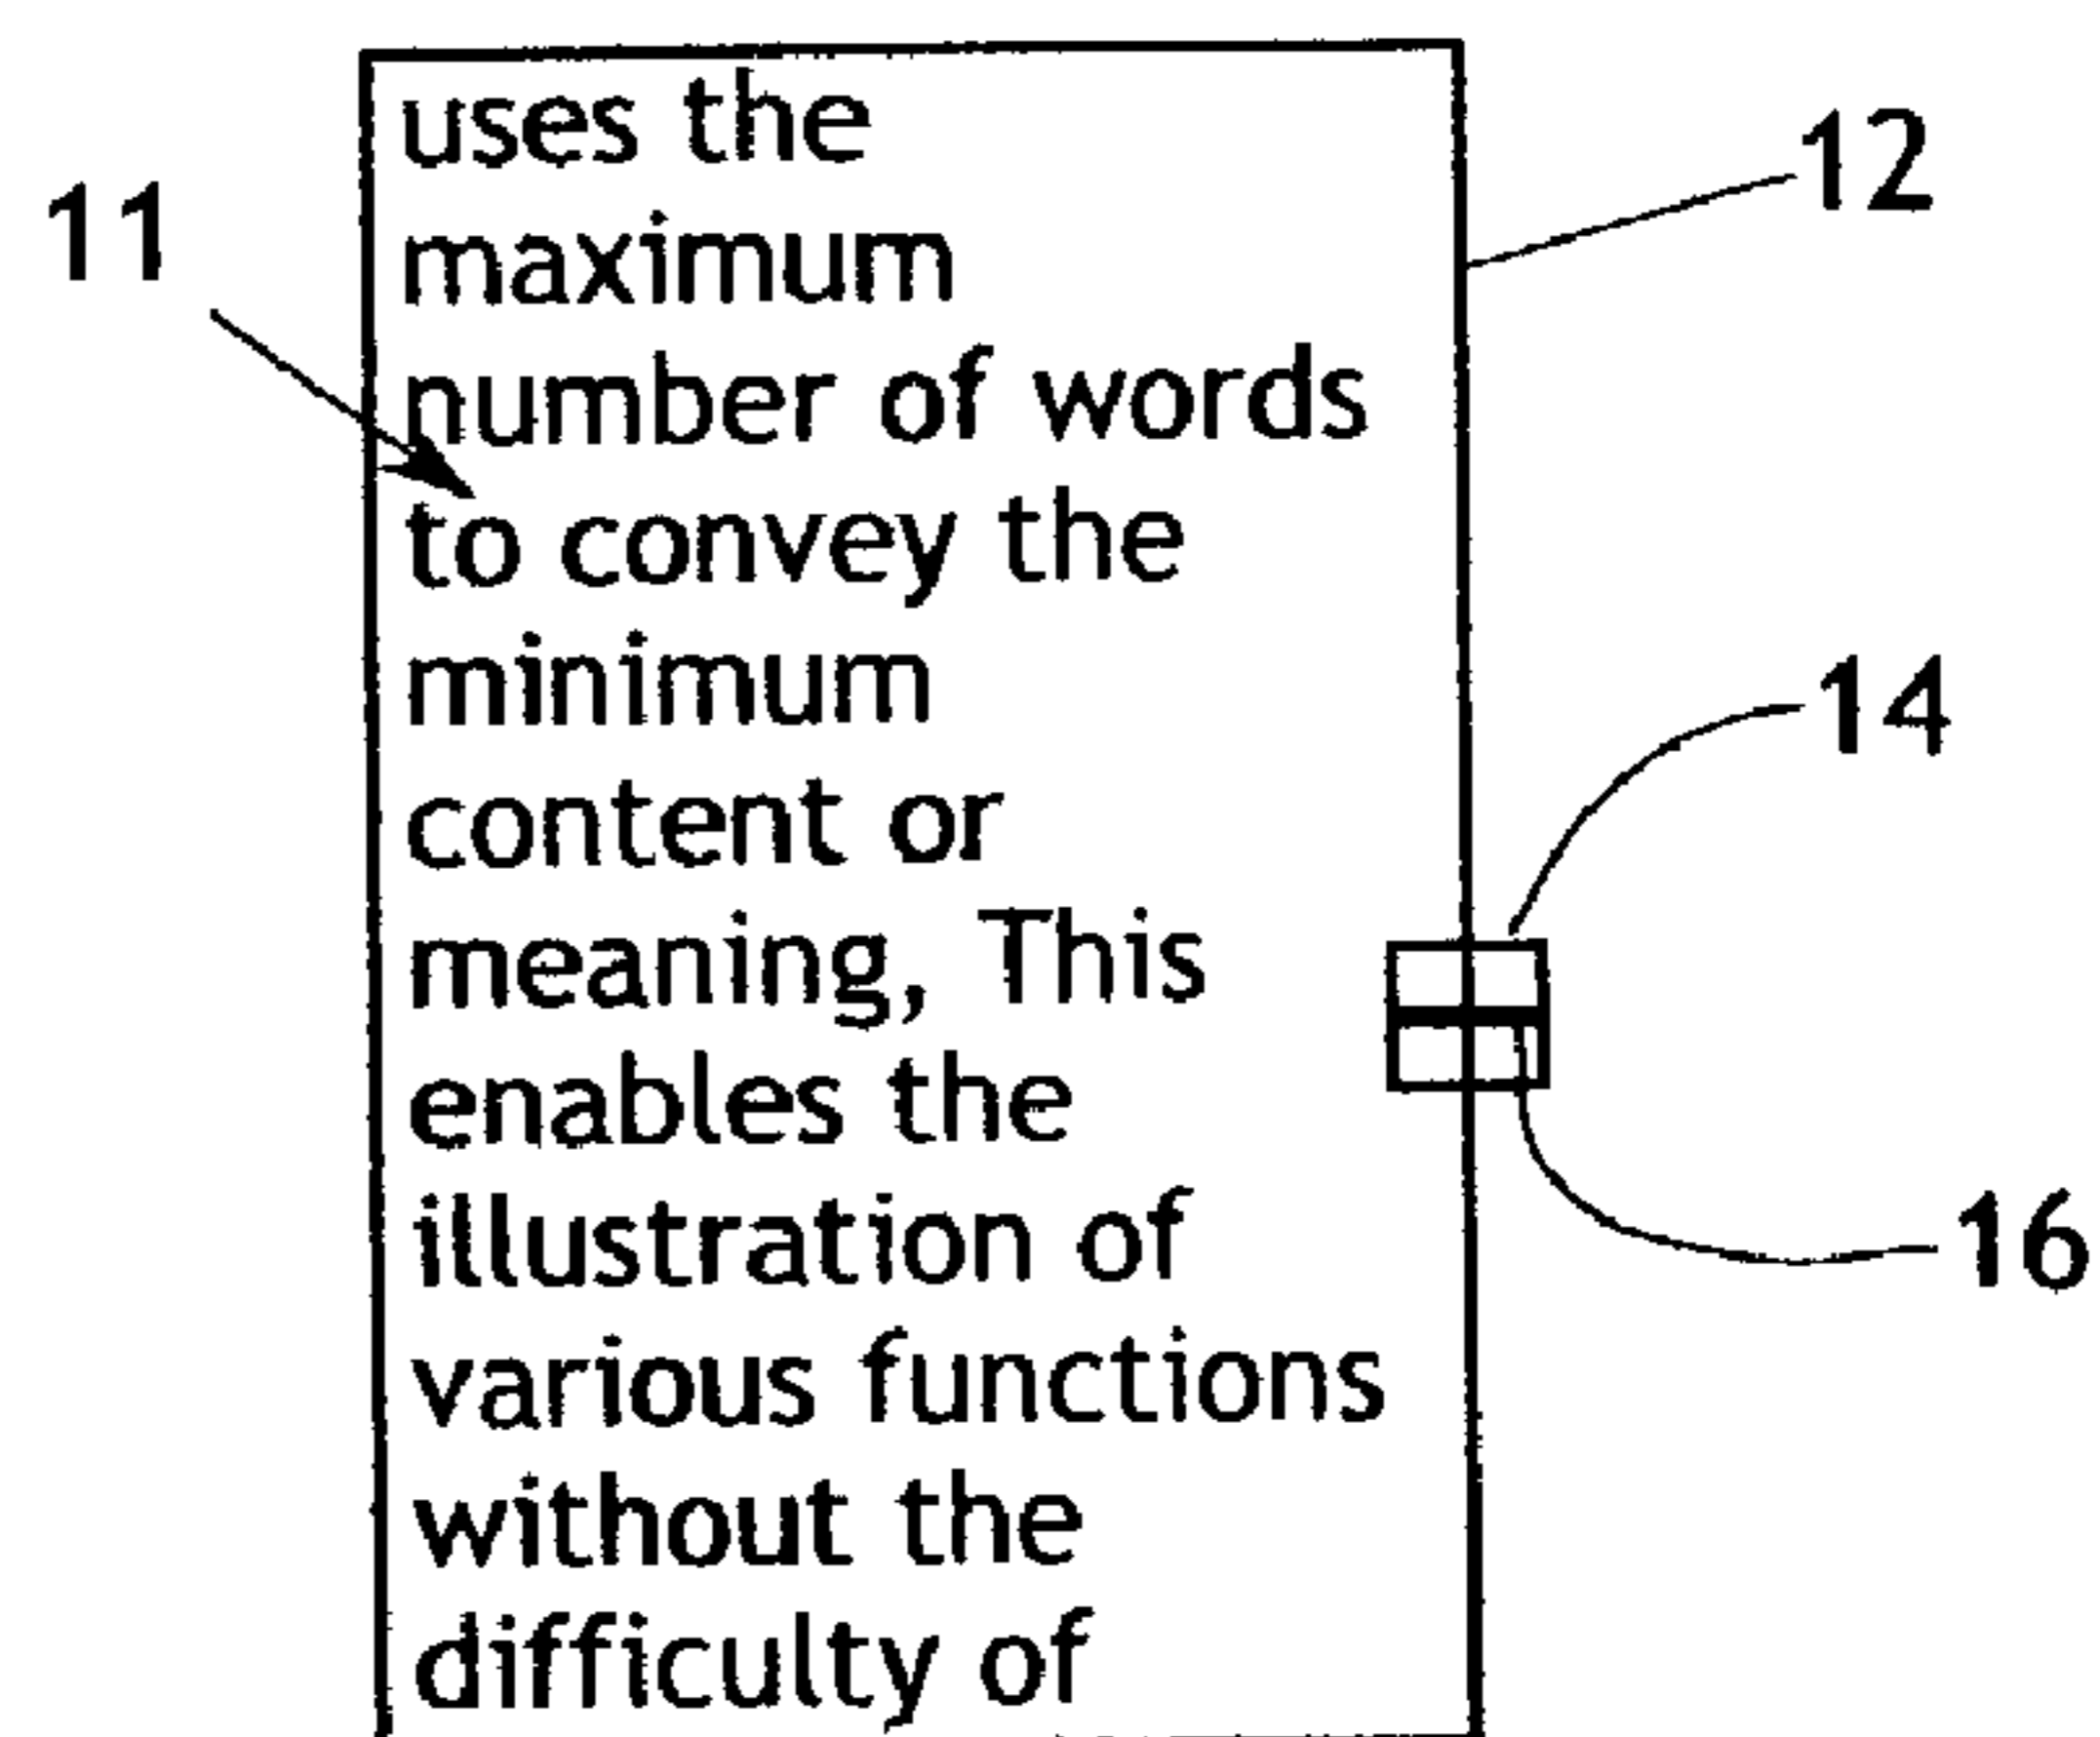 uses the
12
11
maximum
number of words
to convey the
minimum
14
content or
meaning, This
enables the
illustration of
16
various functions
without the
difficulty of